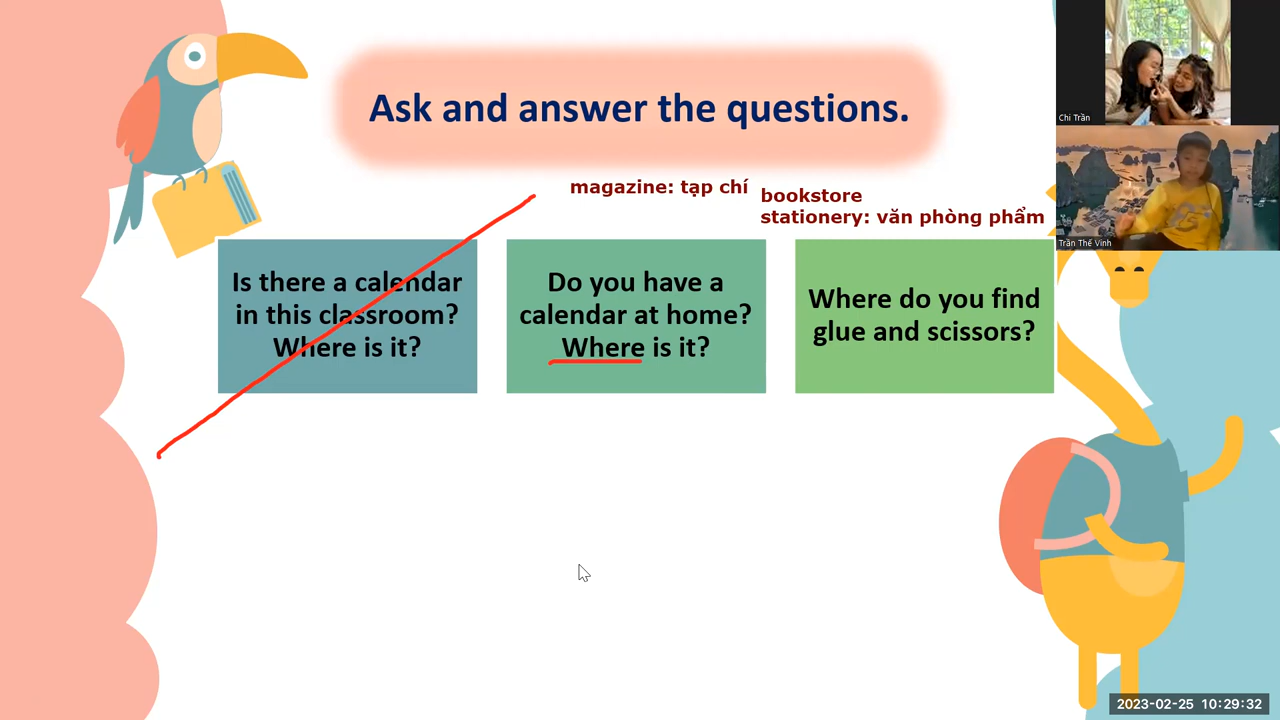 Ask and answer the questions.
magazine: tạp chí
bookstore
stationery: văn phòng phẩm
Is there a calendar
in this classroom?
Where is it?
Do you have a
calendar at home?
Where is it?
Where do you find
glue and scissors?
Chi Trần
Trần Thế Vinh
2023-02-25 10:29:32